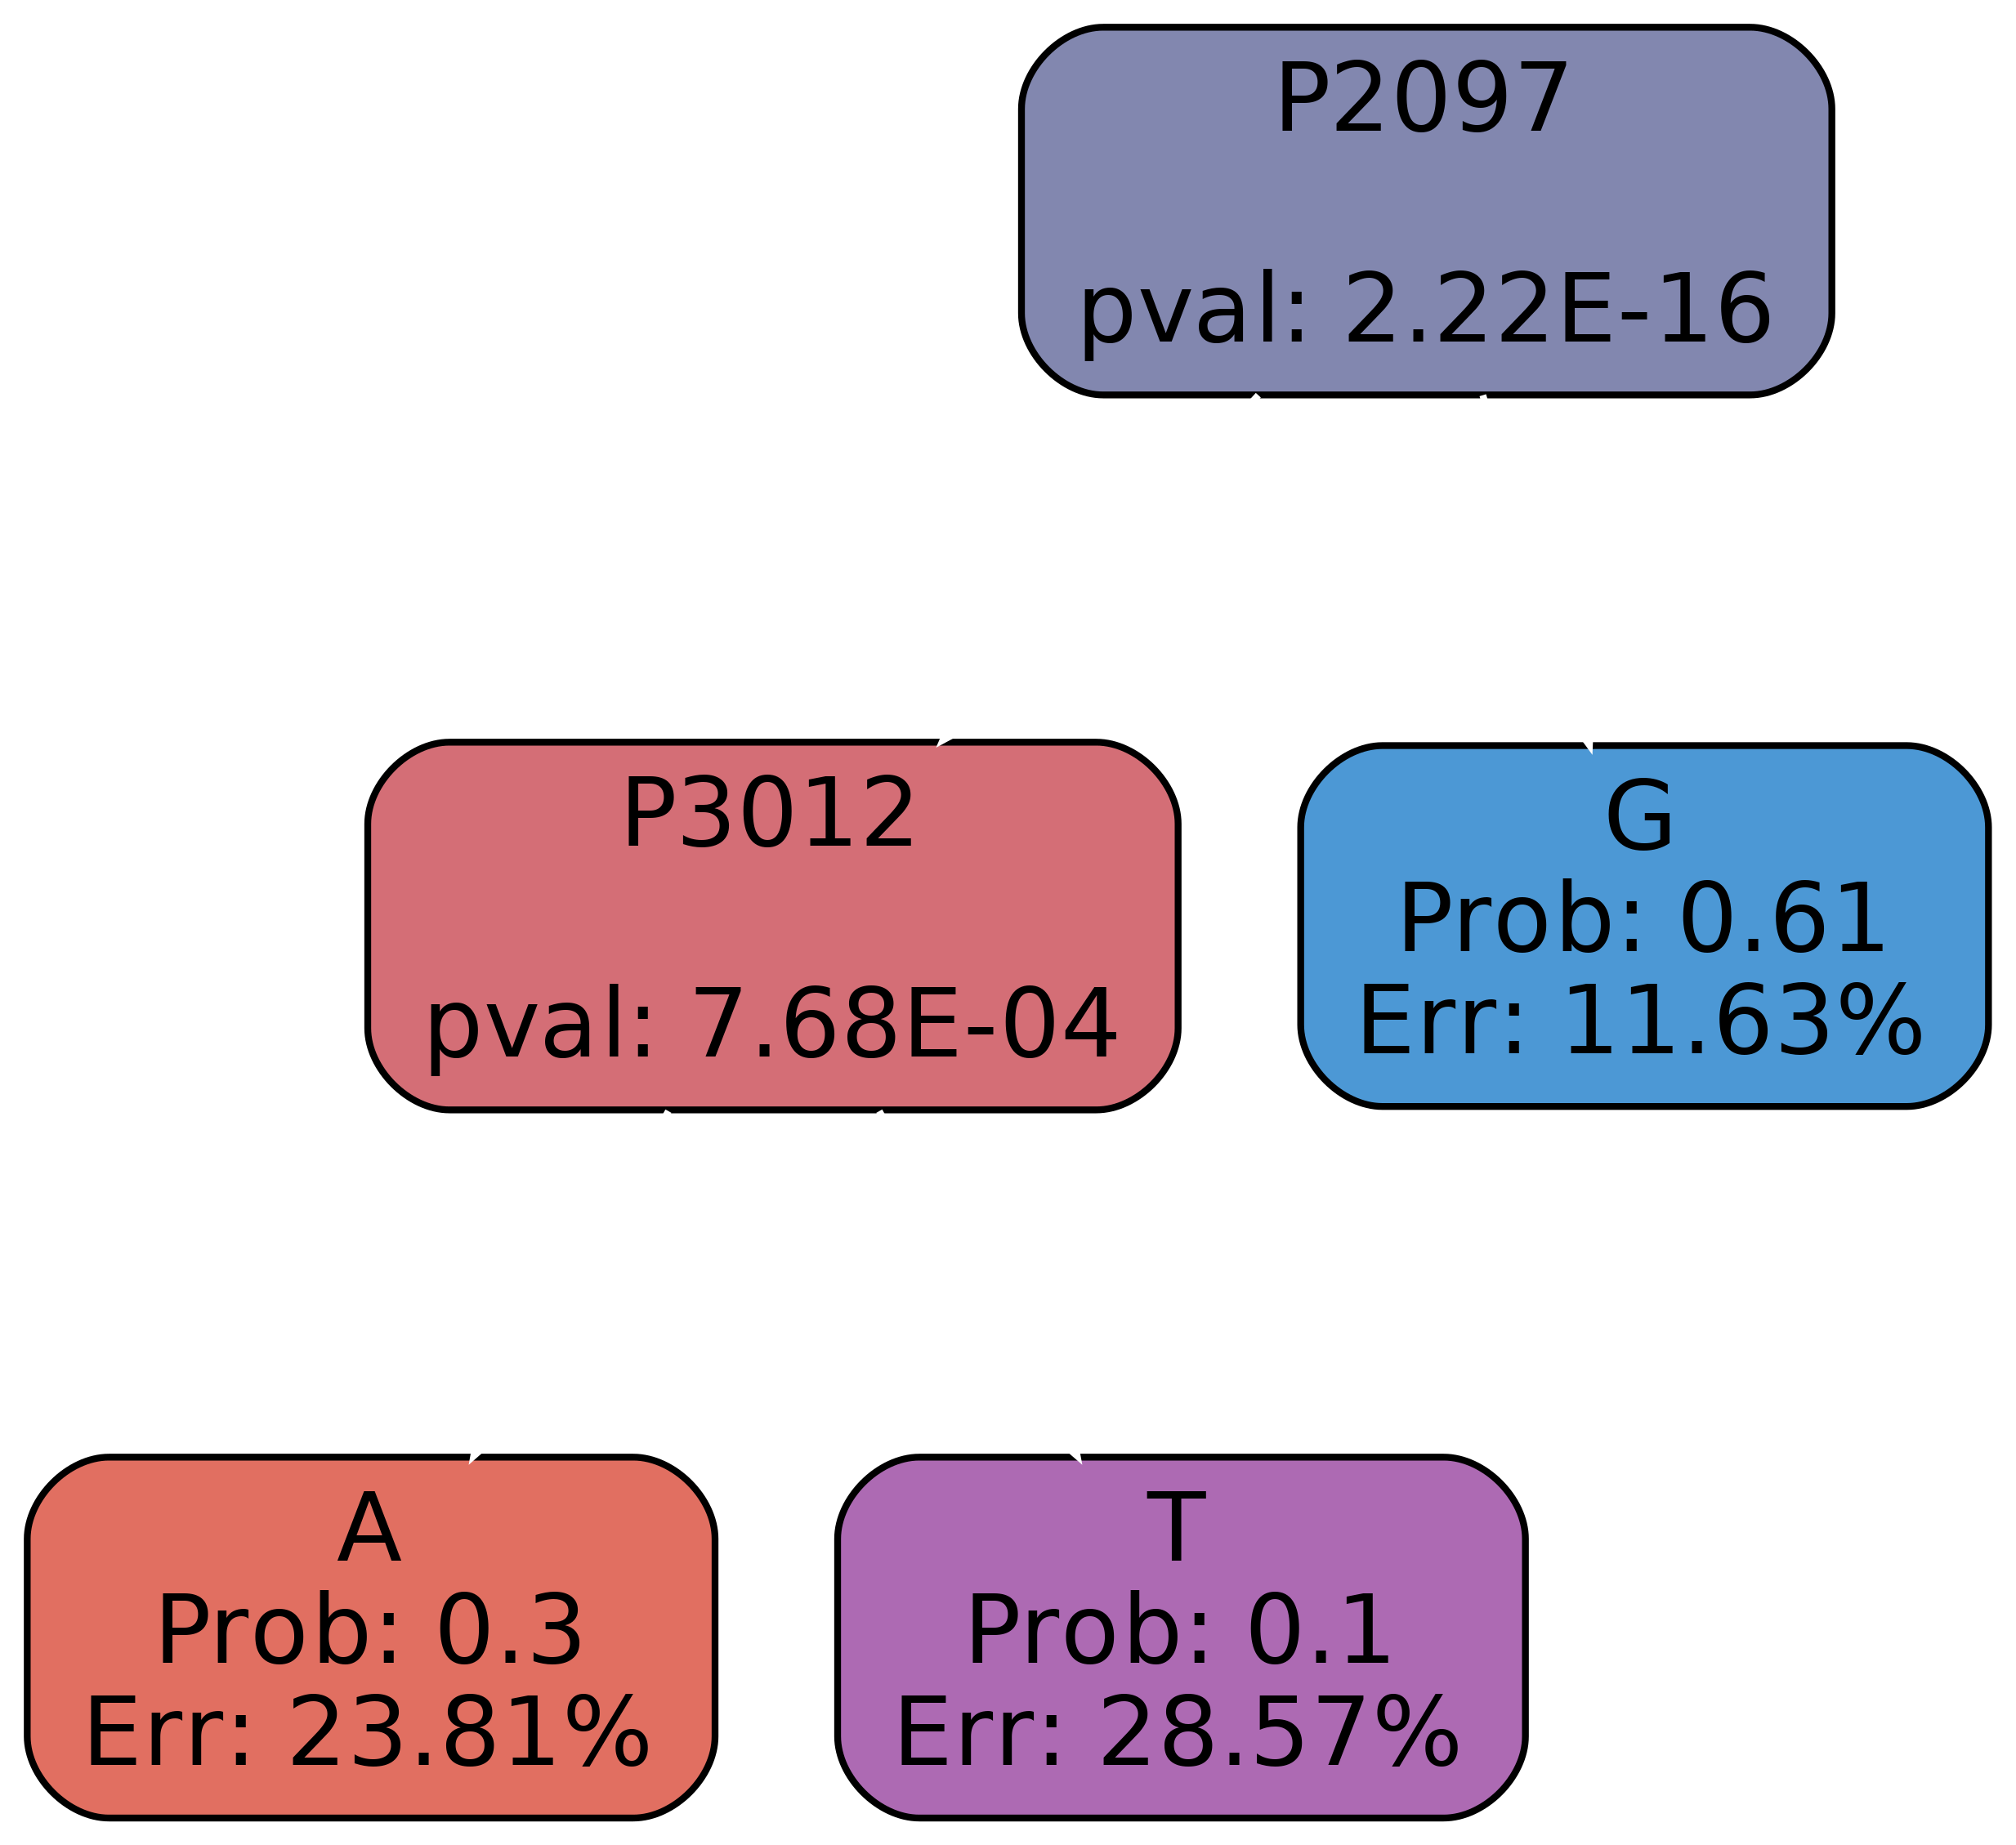 P2097
pval: 2.22E-16
P3012
pval: 7.68E-04
G
Prob: 0.61
Err: 11.63%
A
Prob: 0.3
Err: 23.81%
T
Prob: 0.1
Err: 28.57%